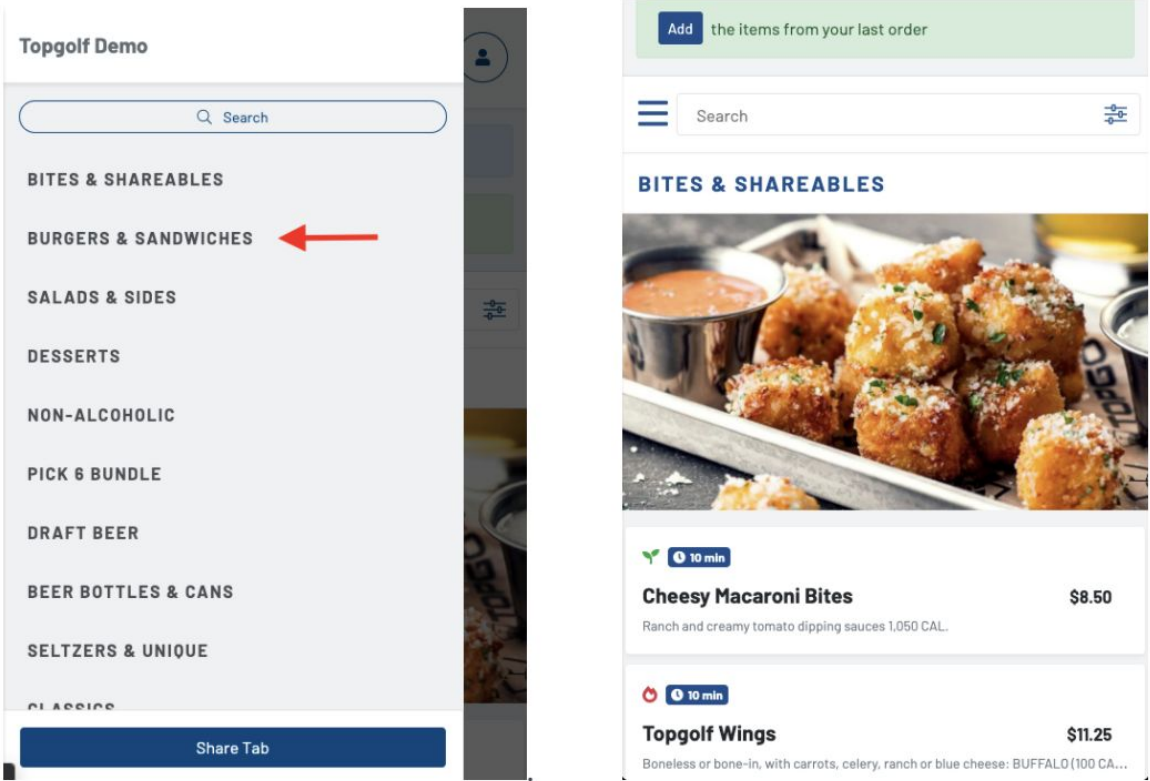 Topgolf Demo
Search
BITES & SHAREABLES
BURGERS & SANDWICHES
SALADS & SIDES
DESSERTS
NON-ALCOHOLIC
PICK 6 BUNDLE
DRAFT BEER
BEER BOTTLES & CANS
SELTZERS & UNIQUE
CLASSICS
Share Tab
Add the items from your last order
Search
BITES & SHAREABLES
10 min
Cheesy Macaroni Bites $8.50
Ranch and creamy tomato dipping sauces 1,050 CAL.
10 min
Topgolf Wings $11.25
Boneless or bone-in, with carrots, celery, ranch or blue cheese: BUFFALO (100 CA...